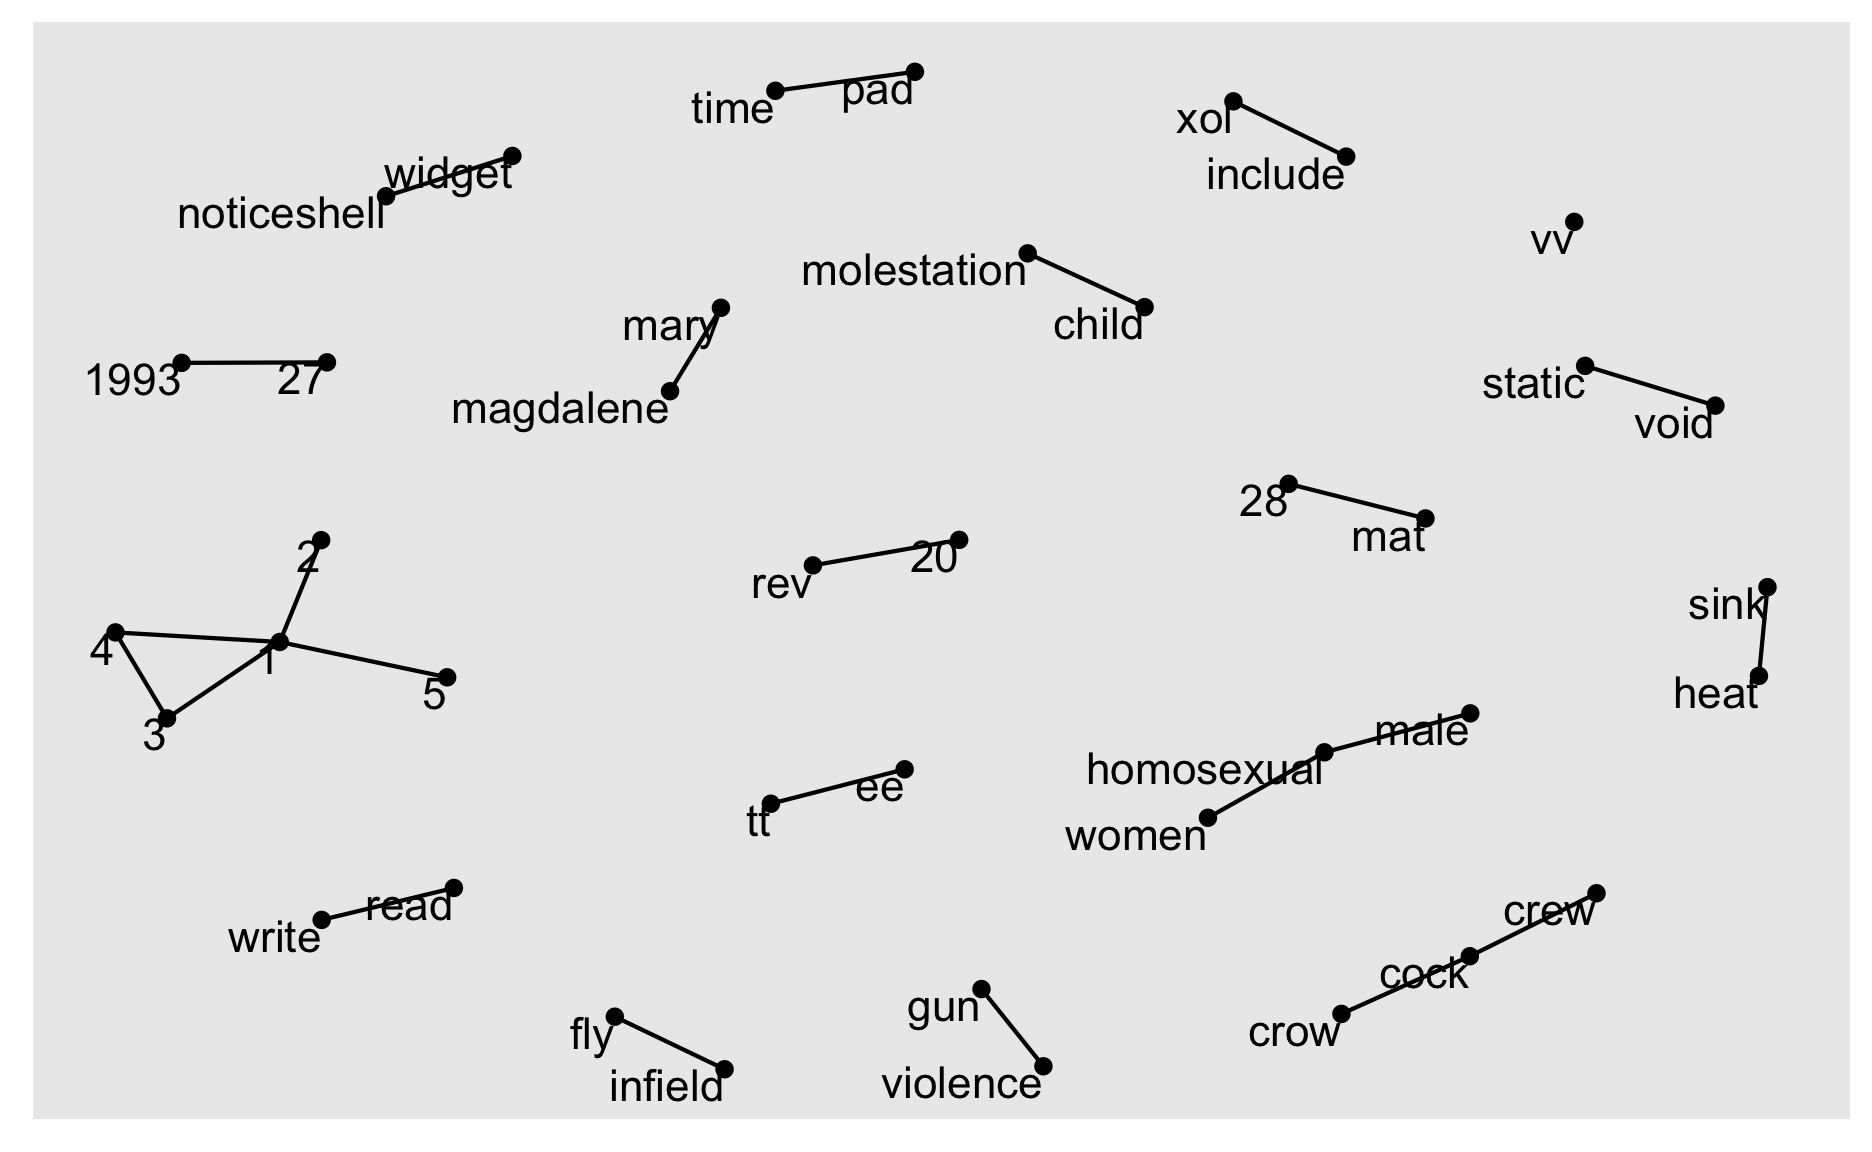 time
pad
xol
include
widget
noticeshell
vv
molestation
child
mary
magdalene
1993
27
static
void
28
mat
2
rev
20
sink
heat
4
1
3
5
male
homosexual
women
tt
ee
read
write
crew
cock
crow
gun
violence
fly
infield